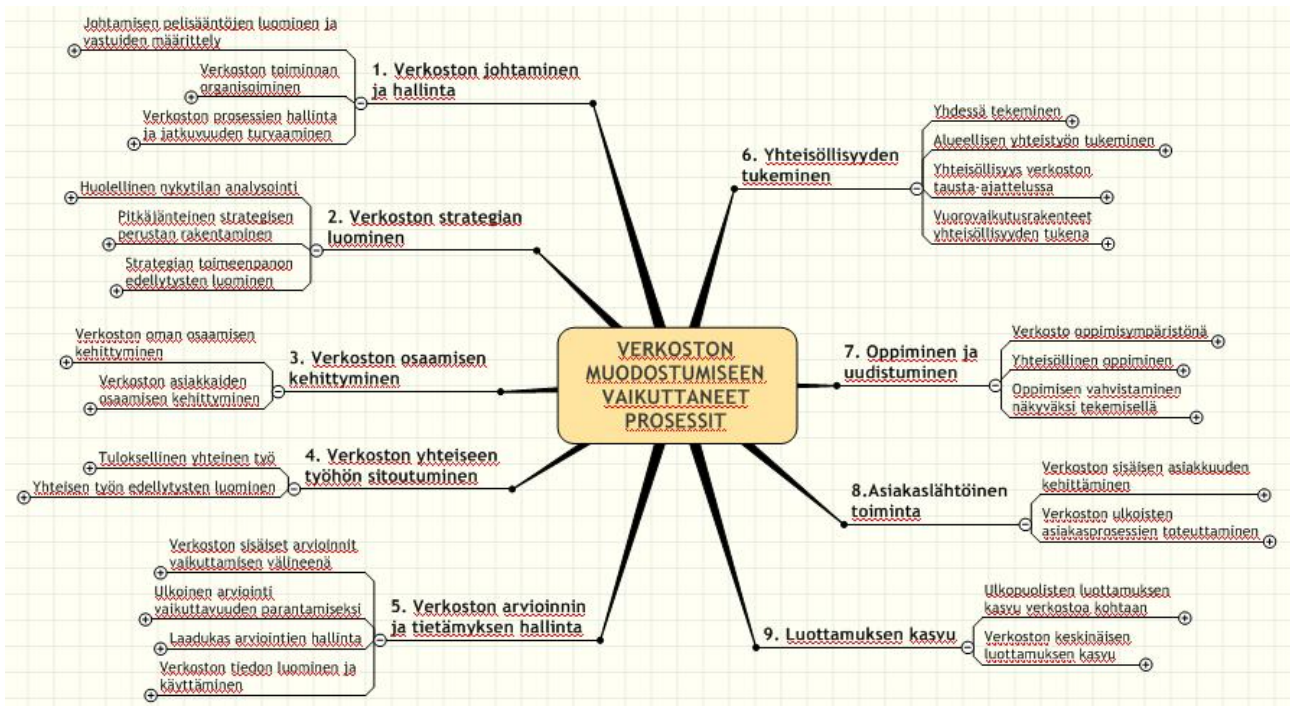 VERKOSTON
MUODOSTUMISEEN
VAIKUTTANEET
PROSESSIT
1. Verkoston johtaminen
ja hallinta
Johtamisen pelisääntöjen luominen ja
vastuiden määrittely
Verkoston toiminnan
organisoiminen
Verkoston prosessien hallinta
ja jatkuvuuden turvaaminen
2. Verkoston strategian
luominen
Huolellinen nykytilan analysointi
Pitkäjänteinen strategisen
perustan rakentaminen
Strategian toimeenpanon
edellytysten luominen
3. Verkoston osaamisen
kehittyminen
Verkoston oman osaamisen
kehittyminen
Verkoston asiakkaiden
osaamisen kehittyminen
4. Verkoston yhteiseen
työhön sitoutuminen
Tuloksellinen yhteinen työ
Yhteisen työn edellytysten luominen
5. Verkoston arvioinnin
ja tietämyksen hallinta
Verkoston sisäiset arvioinnit
vaikuttamisen välineenä
Ulkoinen arviointi
vaikuttavuuden parantamiseksi
Laadukas arviointien hallinta
Verkoston tiedon luominen ja
käyttäminen
6. Yhteisöllisyyden
tukeminen
Yhdessä tekeminen
Alueellisen yhteistyön tukeminen
Yhteisöllisyys verkoston
tausta-ajattelussa
Vuorovaikutusrakenteet
yhteisöllisyyden tukena
7. Oppiminen ja
uudistuminen
Verkosto oppimisympäristönä
Yhteisöllinen oppiminen
Oppimisen vahvistaminen
näkyväksi tekemisellä
8.Asiakaslähtöinen
toiminta
Verkoston sisäisen asiakkuuden
kehittäminen
Verkoston ulkoisten
asiakasprosessien toteuttaminen
9. Luottamuksen kasvu
Ulkopuolisten luottamuksen
kasvu verkostoa kohtaan
Verkoston keskinäisen
luottamuksen kasvu